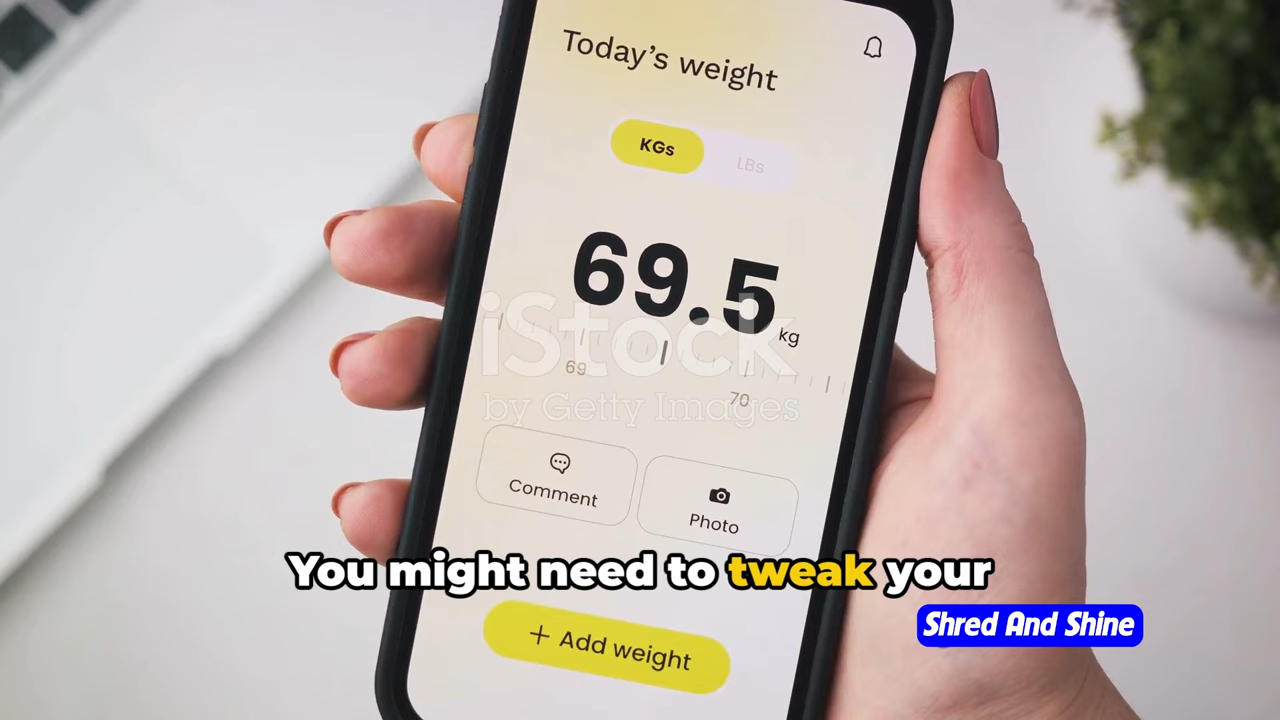 Today's weight
KGs
LBs
69.5 kg
69
70
iStock
by Getty Images
Comment
Photo
You might need to tweak your
Shred And Shine
+ Add weight